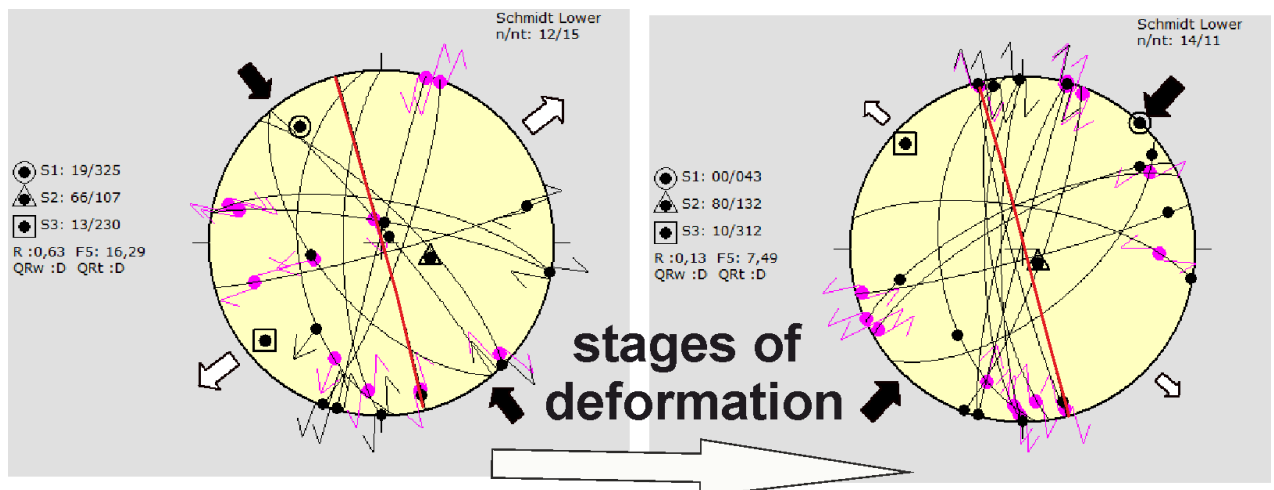 Schmidt Lower
n/nt: 12/15
S1: 19/325
S2: 66/107
S3: 13/230
R :0,63 F5: 16,29
QRw :D QRt :D
Schmidt Lower
n/nt: 14/11
S1: 00/043
S2: 80/132
S3: 10/312
R :0,13 F5: 7,49
QRw :D QRt :D
stages of
deformation